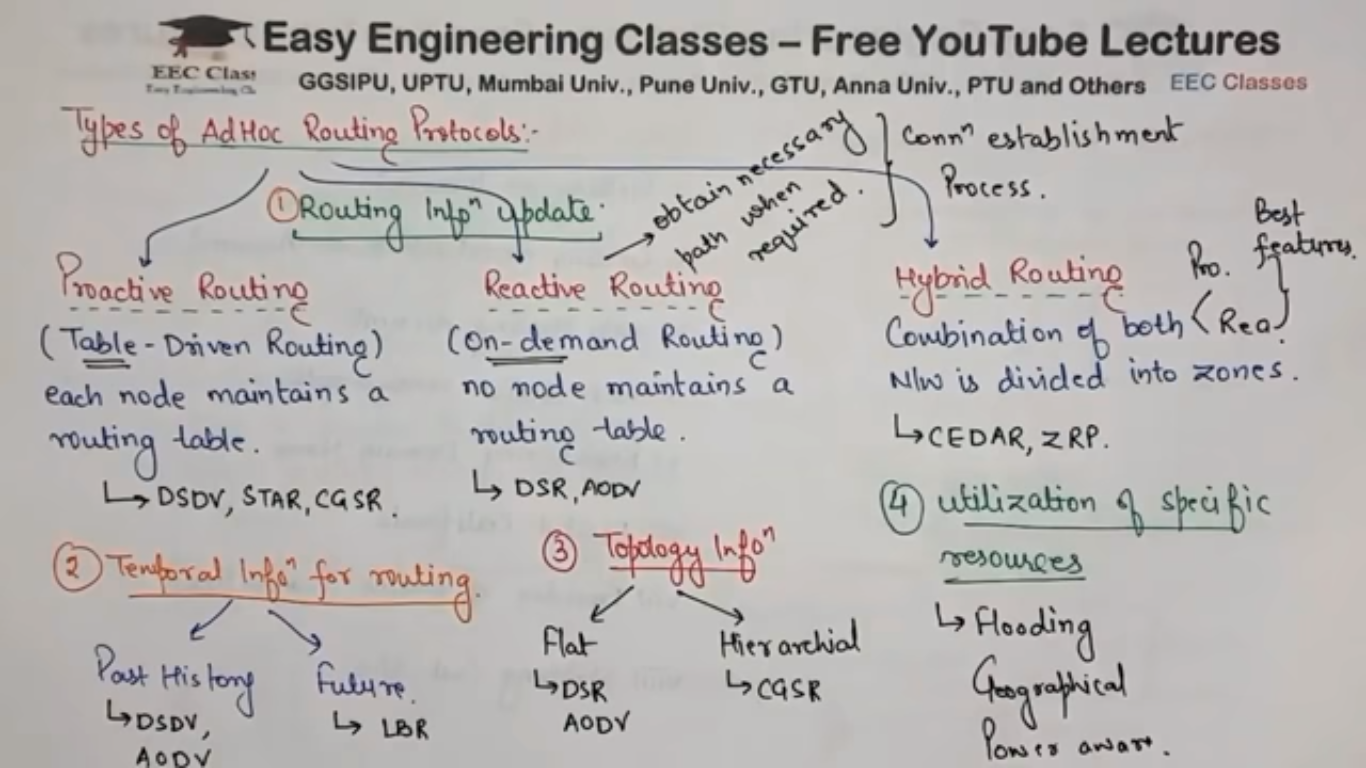 Easy Engineering Classes – Free YouTube Lectures
EEC Class
GGSIPU, UPTU, Mumbai Univ., Pune Univ., GTU, Anna Univ., PTU and Others EEC Classes
Types of AdHoc Routing Protocols:-
① Routing Infoⁿ update.
obtain necessary
path when
required.
Connⁿ establishment
Process.
Proactive Routing
(Table-Driven Routing)
each node maintains a
routing table.
↳ DSDV, STAR, CGSR.
Reactive Routing
(On-demand Routing)
no node maintains a
routing table.
↳ DSR, AODV
Hybrid Routing
Combination of both < Pro. Rea. } Best features.
N/W is divided into zones.
↳ CEDAR, ZRP.
② Temporal Infoⁿ for routing.
Past History
↳ DSDV,
AODV
Future.
↳ LBR
③ Topology Infoⁿ
Flat
↳ DSR
AODV
Hierarchial
↳ CGSR
④ utilization of specific
resources
↳ Flooding
Geographical
Power aware.